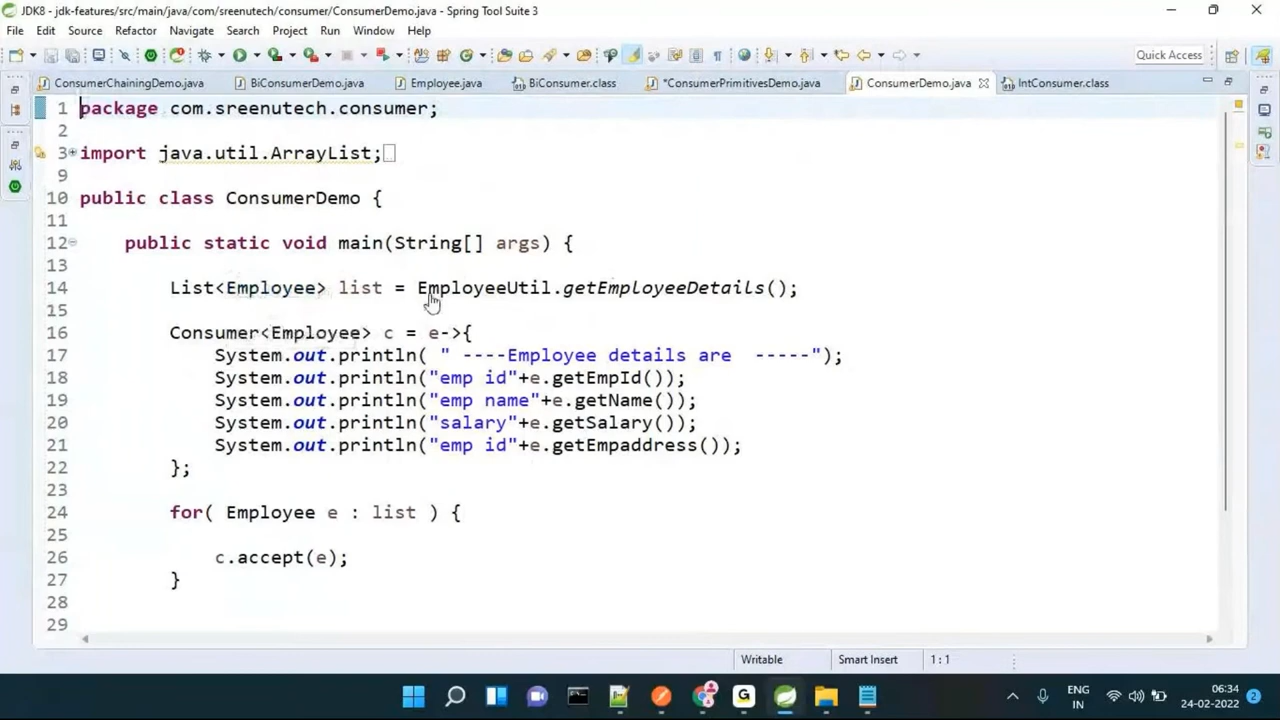 JDK8 - jdk-features/src/main/java/com/sreenutech/consumer/ConsumerDemo.java - Spring Tool Suite 3
File Edit Source Refactor Navigate Search Project Run Window Help
Quick Access
ConsumerChainingDemo.java BiConsumerDemo.java Employee.java BiConsumer.class *ConsumerPrimitivesDemo.java ConsumerDemo.java IntConsumer.class
1 package com.sreenutech.consumer;
2
3 import java.util.ArrayList;
9
10 public class ConsumerDemo {
11
12 public static void main(String[] args) {
13
14 List<Employee> list = EmployeeUtil.getEmployeeDetails();
15
16 Consumer<Employee> c = e->{
17 System.out.println( " ----Employee details are  -----");
18 System.out.println("emp id"+e.getEmpId());
19 System.out.println("emp name"+e.getName());
20 System.out.println("salary"+e.getSalary());
21 System.out.println("emp id"+e.getEmpaddress());
22 };
23
24 for( Employee e : list ) {
25
26 c.accept(e);
27 }
28
29
Writable Smart Insert 1 : 1
ENG 06:34
IN 24-02-2022 2